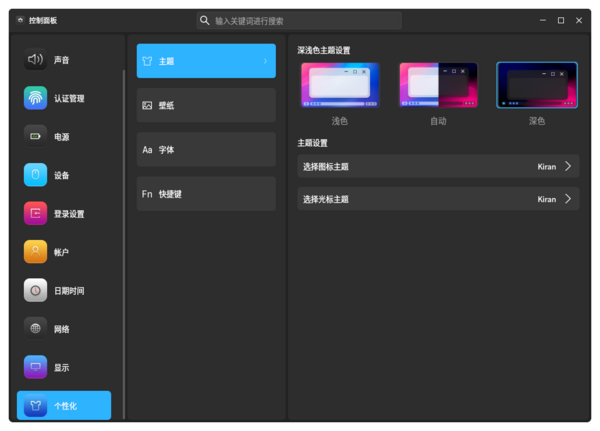 控制面板
输入关键词进行搜索
声音
认证管理
电源
设备
登录设置
帐户
日期时间
网络
显示
个性化
主题
壁纸
Aa 字体
Fn 快捷键
深浅色主题设置
浅色
自动
深色
主题设置
选择图标主题 Kiran
选择光标主题 Kiran